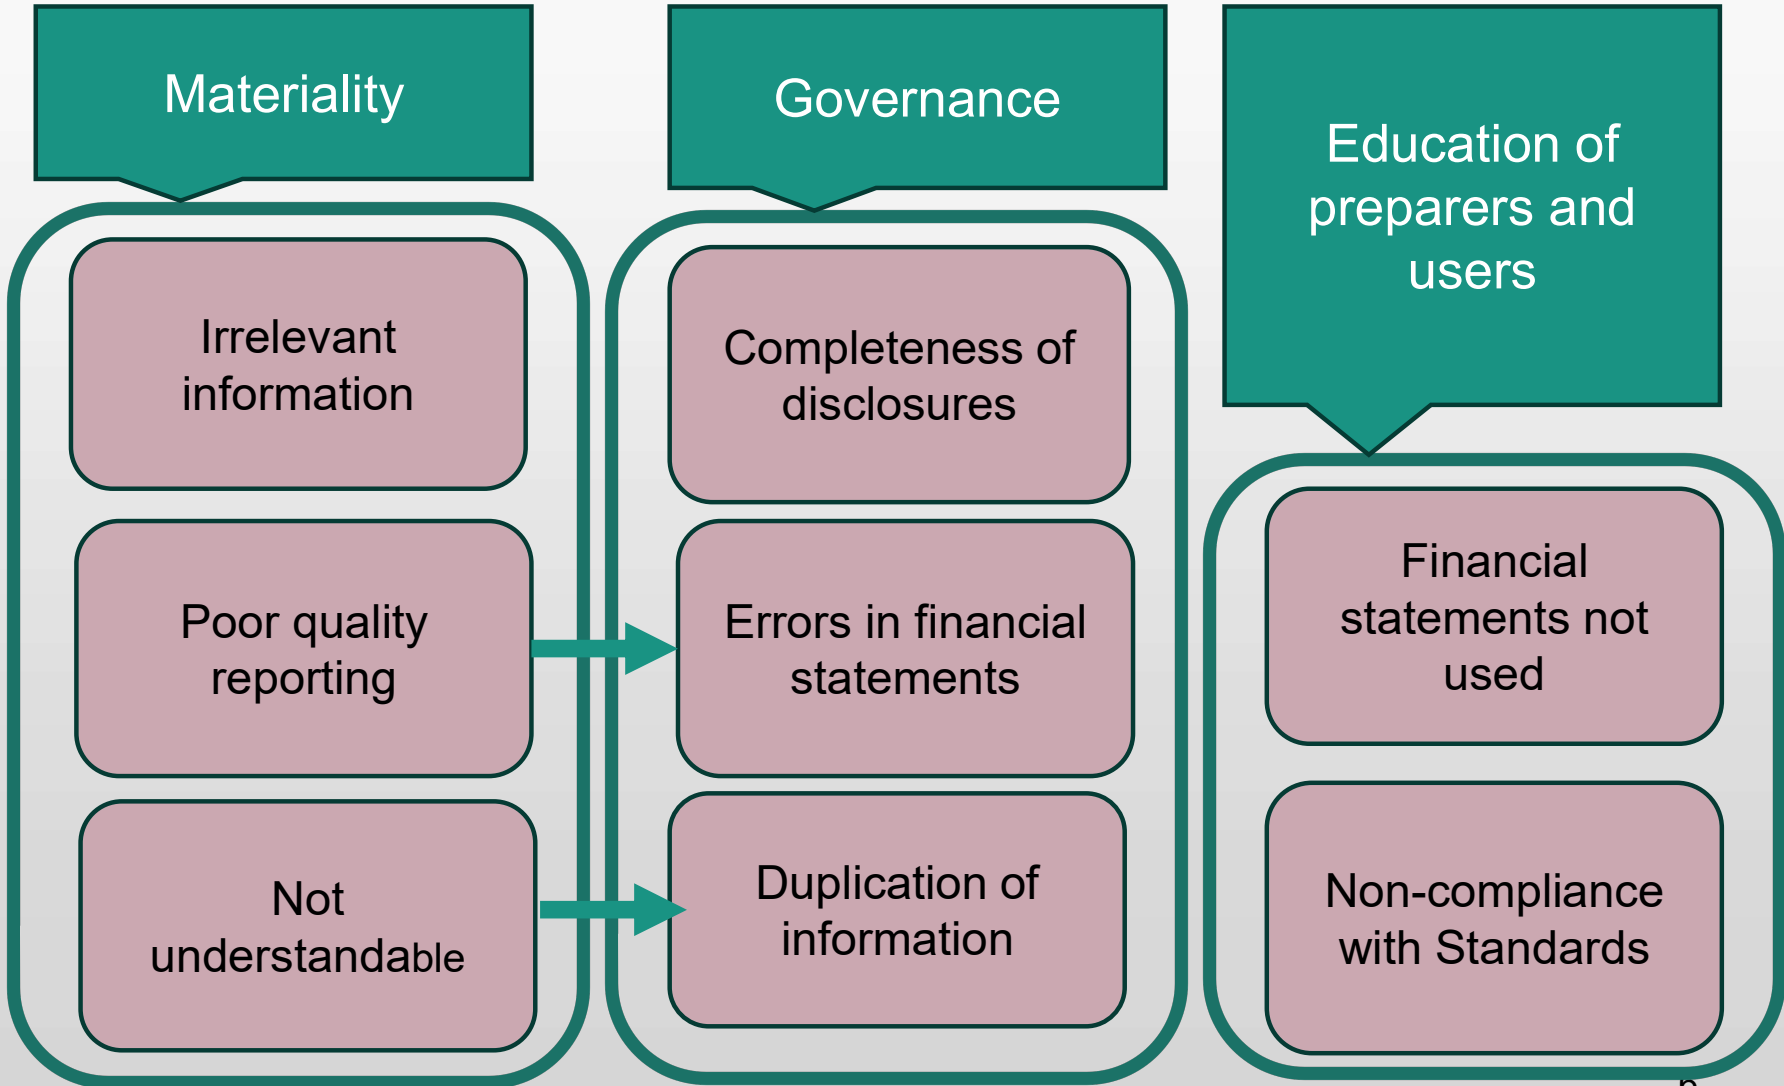 Materiality
Irrelevant
information
Poor quality
reporting
Not
understandable
Governance
Completeness of
disclosures
Errors in financial
statements
Duplication of
information
Education of
preparers and
users
Financial
statements not
used
Non-compliance
with Standards